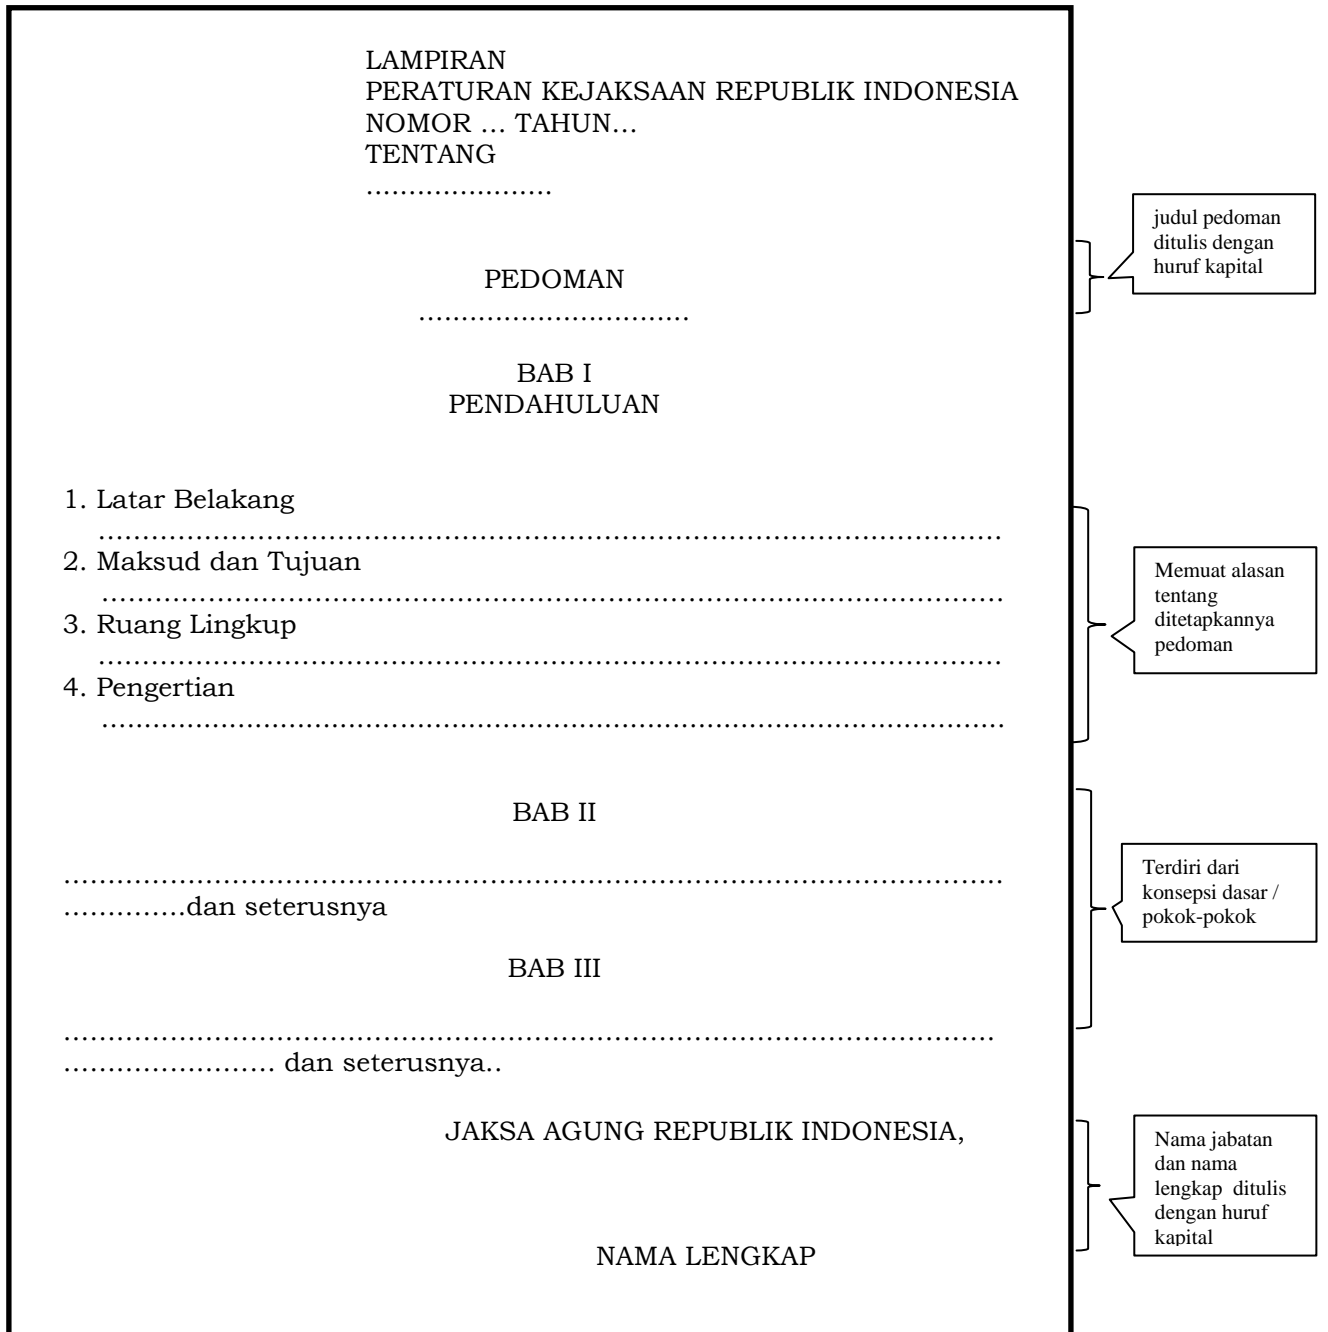 LAMPIRAN
PERATURAN KEJAKSAAN REPUBLIK INDONESIA
NOMOR ... TAHUN...
TENTANG
......................
judul pedoman
ditulis dengan
huruf kapital
PEDOMAN
................................
BAB I
PENDAHULUAN
1. Latar Belakang
..........................................................................................................
2. Maksud dan Tujuan
..........................................................................................................
3. Ruang Lingkup
..........................................................................................................
4. Pengertian
..........................................................................................................
Memuat alasan
tentang
ditetapkannya
pedoman
BAB II
..............................................................................................................
..............dan seterusnya
Terdiri dari
konsepsi dasar /
pokok-pokok
BAB III
.............................................................................................................
........................ dan seterusnya..
JAKSA AGUNG REPUBLIK INDONESIA,
NAMA LENGKAP
Nama jabatan
dan nama
lengkap ditulis
dengan huruf
kapital